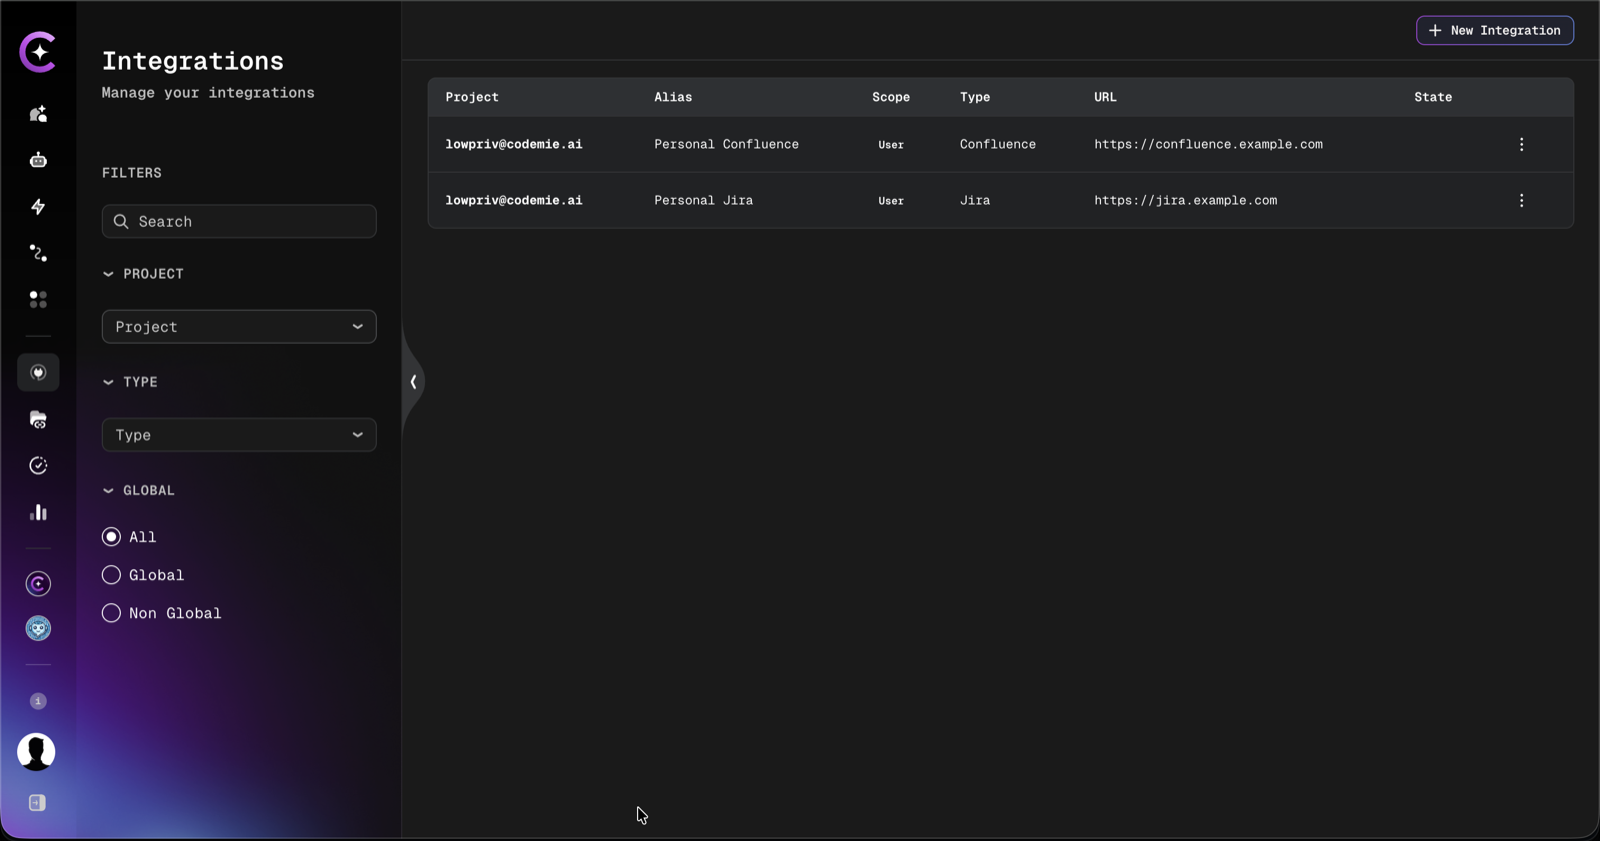 Integrations
Manage your integrations
FILTERS
Search
PROJECT
Project
TYPE
Type
GLOBAL
All
Global
Non Global
New Integration
Project Alias Scope Type URL State
lowpriv@codemie.ai Personal Confluence User Confluence https://confluence.example.com
lowpriv@codemie.ai Personal Jira User Jira https://jira.example.com